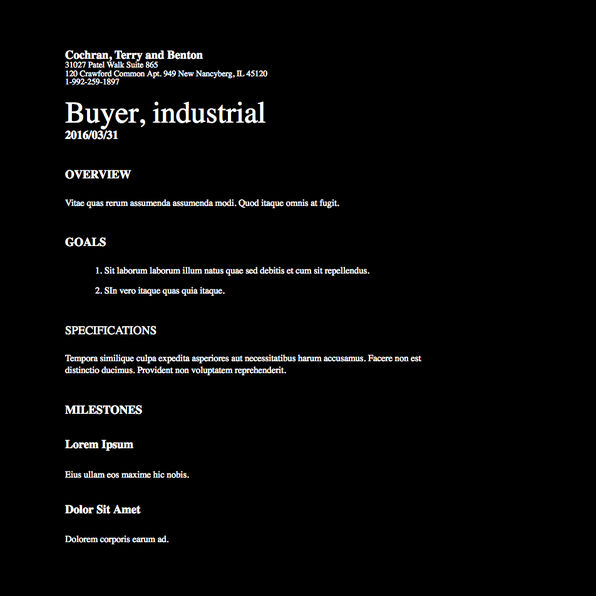 Cochran, Terry and Benton
31027 Patel Walk Suite 865
120 Crawford Common Apt. 949 New Nancyberg, IL 45120
1-992-259-1897
Buyer, industrial
2016/03/31
OVERVIEW
Vitae quas rerum assumenda assumenda modi. Quod itaque omnis at fugit.
GOALS
1. Sit laborum laborum illum natus quae sed debitis et cum sit repellendus.
2. SIn vero itaque quas quia itaque.
SPECIFICATIONS
Tempora similique culpa expedita asperiores aut necessitatibus harum accusamus. Facere non est
distinctio ducimus. Provident non voluptatem reprehenderit.
MILESTONES
Lorem Ipsum
Eius ullam eos maxime hic nobis.
Dolor Sit Amet
Dolorem corporis earum ad.